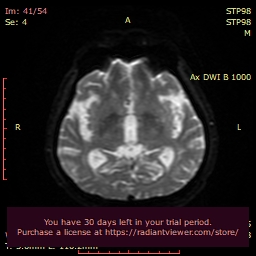 Im: 41/54
Se: 4
A
STP98
STP98
M
Ax DWI B 1000
R
L
You have 30 days left in your trial period.
Purchase a license at https://radiantviewer.com/store/